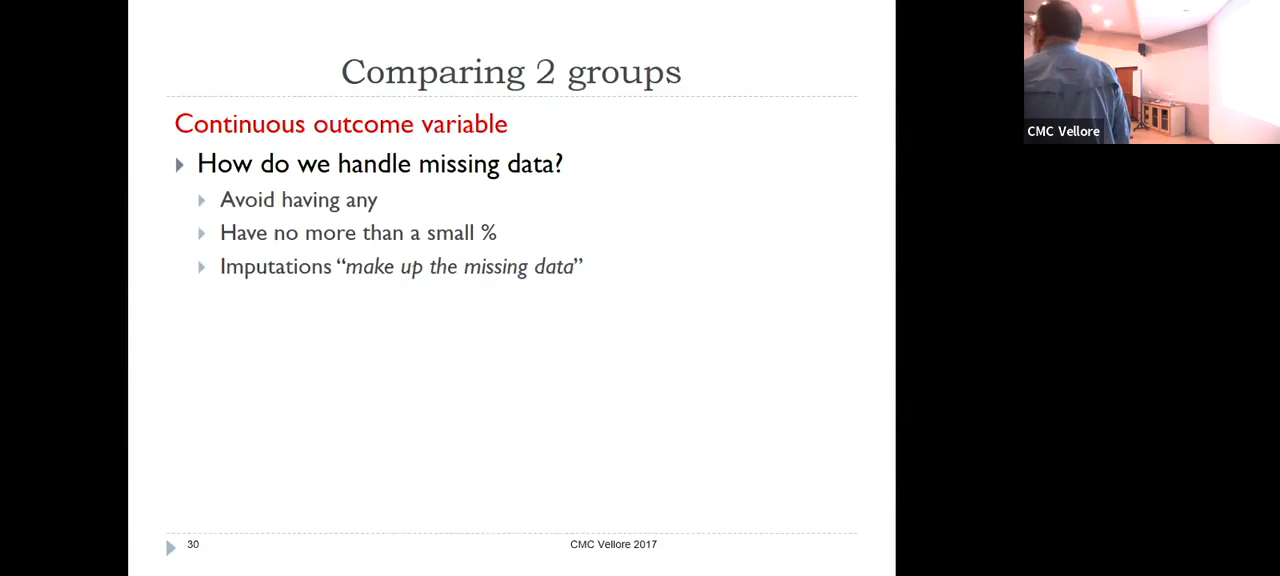 Comparing 2 groups
Continuous outcome variable
How do we handle missing data?
Avoid having any
Have no more than a small %
Imputations “make up the missing data”
30
CMC Vellore 2017
CMC Vellore